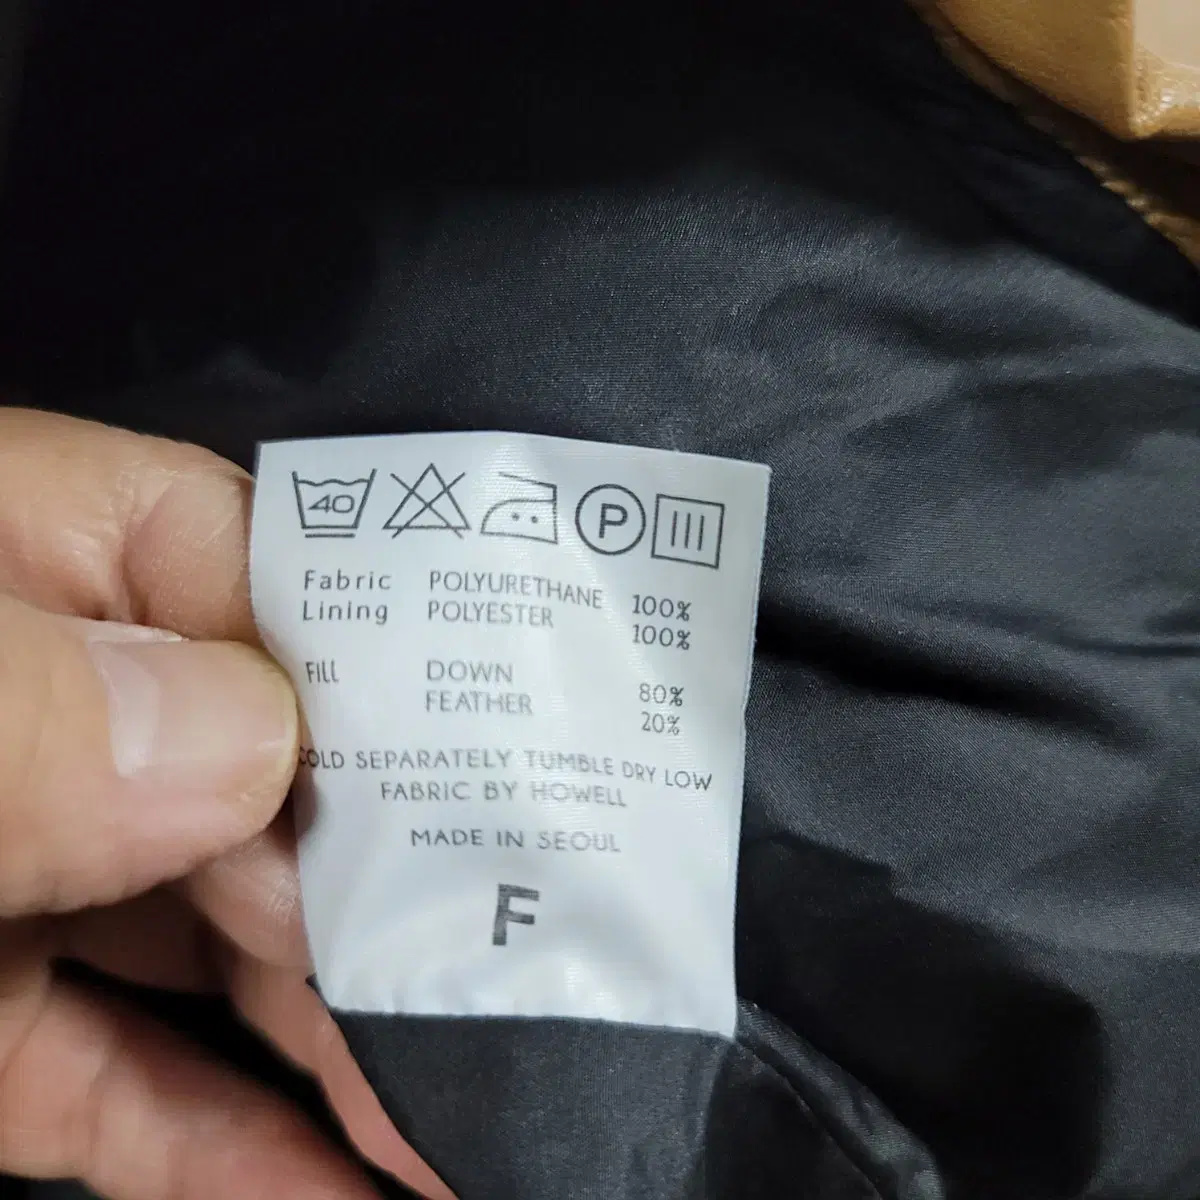 40
P
Fabric POLYURETHANE 100%
Lining POLYESTER 100%
FILL DOWN 80%
FEATHER 20%
COLD SEPARATELY TUMBLE DRY LOW
FABRIC BY HOWELL
MADE IN SEOUL
F